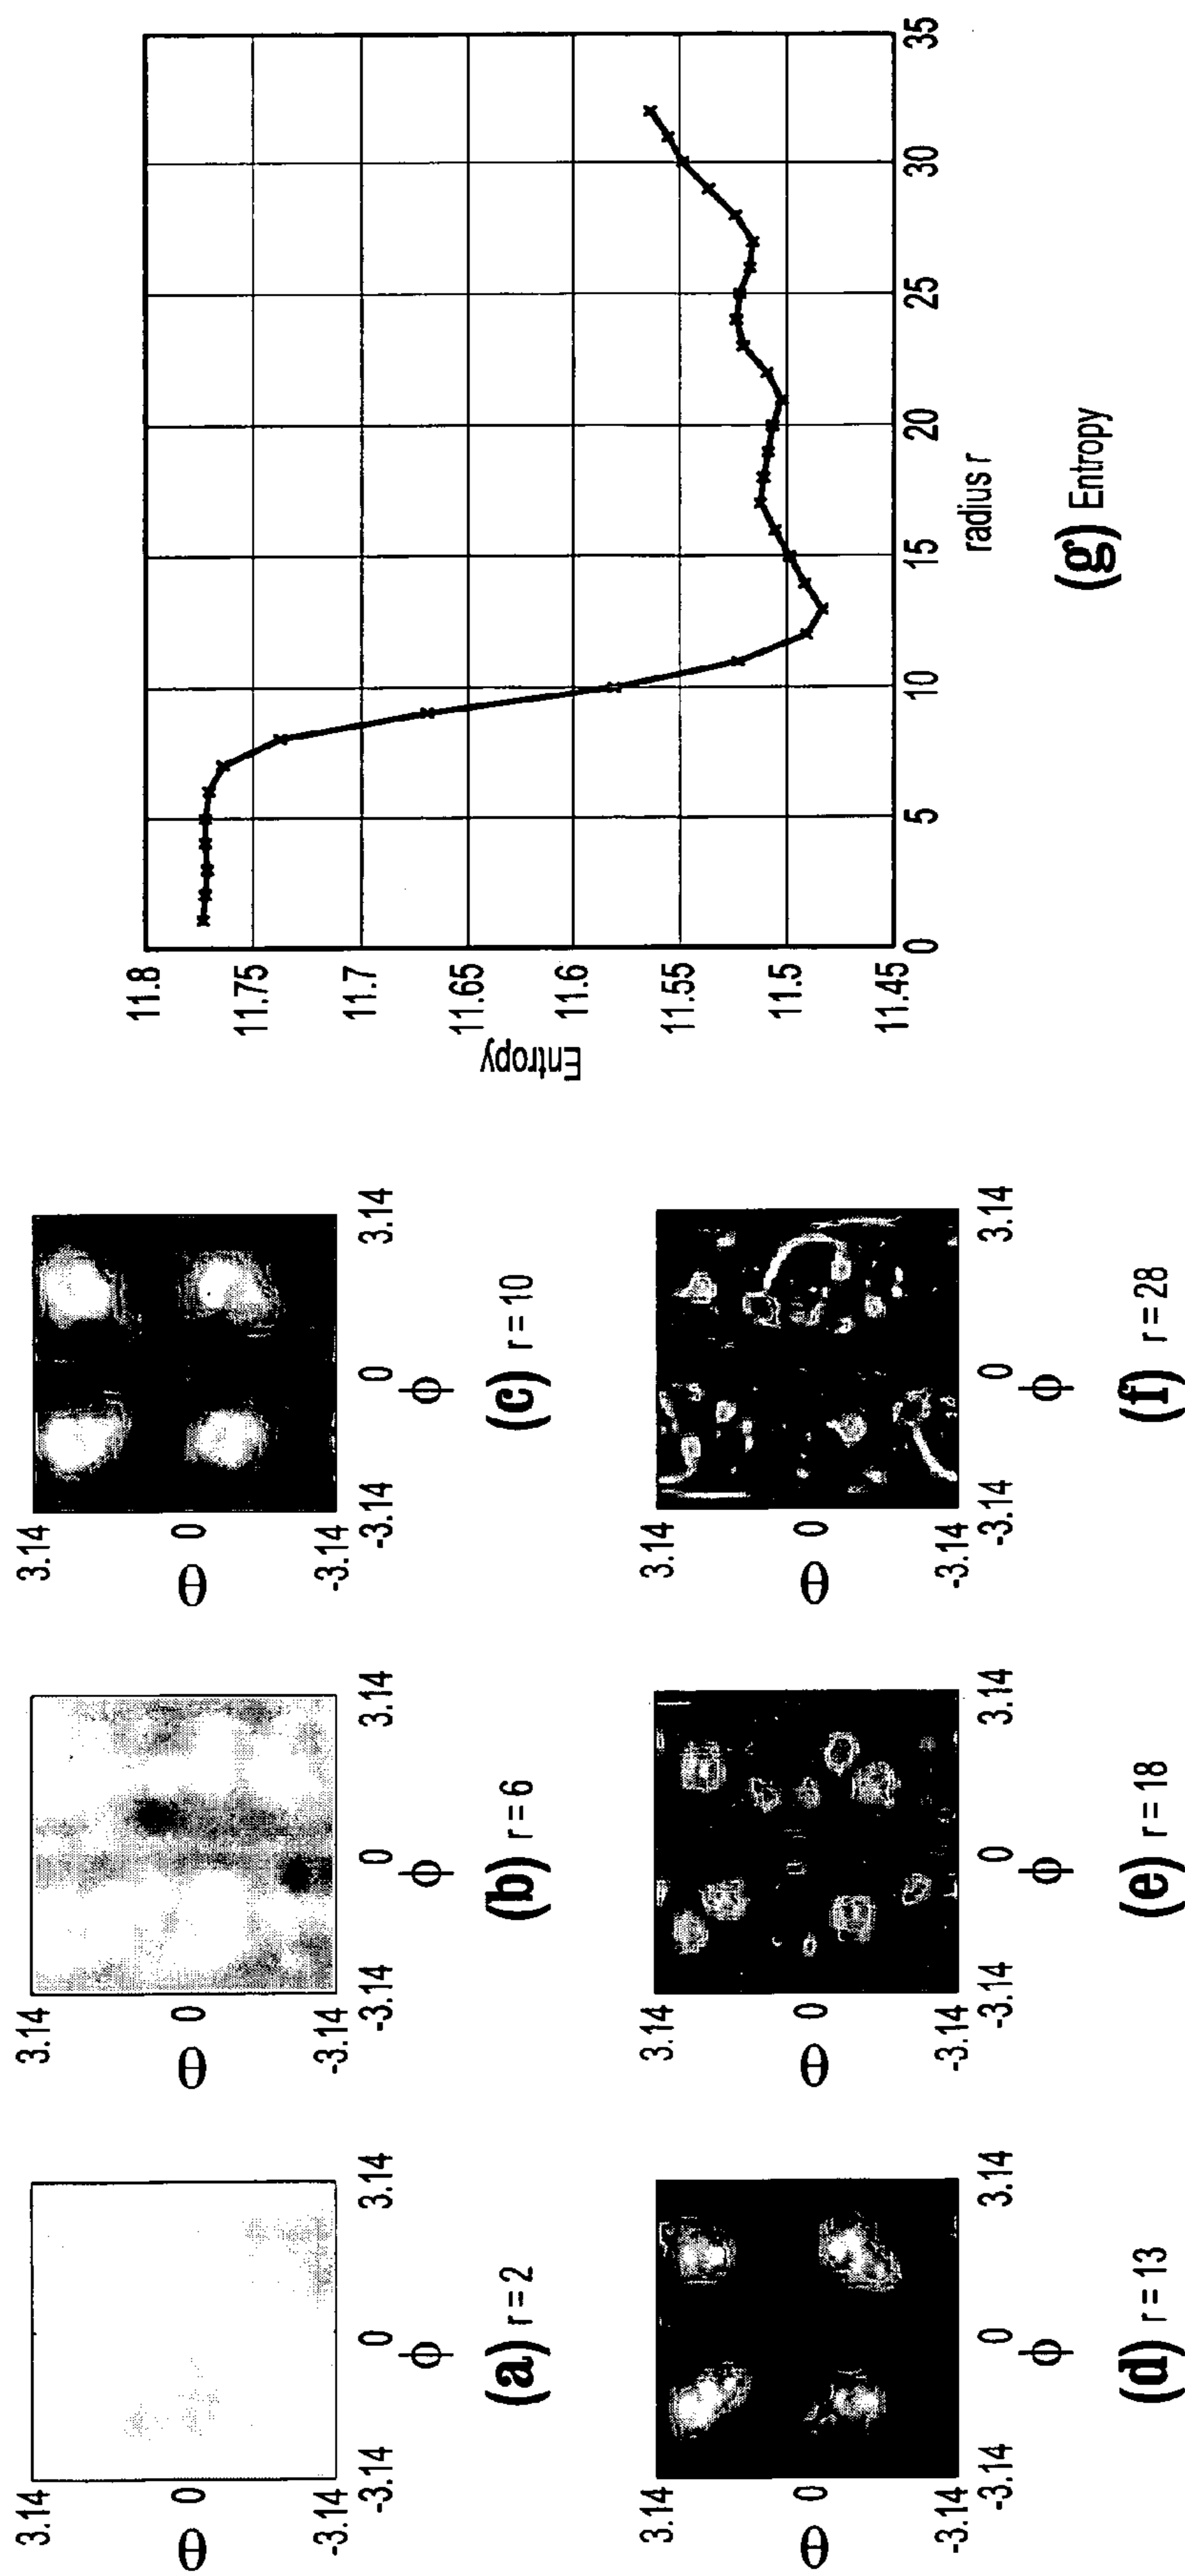 3.14
θ 0
-3.14
-3.14 0 3.14
ϕ
(a) r = 2
3.14
θ 0
-3.14
-3.14 0 3.14
ϕ
(b) r = 6
3.14
θ 0
-3.14
-3.14 0 3.14
ϕ
(c) r = 10
3.14
θ 0
-3.14
-3.14 0 3.14
ϕ
(d) r = 13
3.14
θ 0
-3.14
-3.14 0 3.14
ϕ
(e) r = 18
3.14
θ 0
-3.14
-3.14 0 3.14
ϕ
(f) r = 28
11.8
11.75
11.7
11.65
11.6
11.55
11.5
11.45
Entropy
0 5 10 15 20 25 30 35
radius r
(g) Entropy